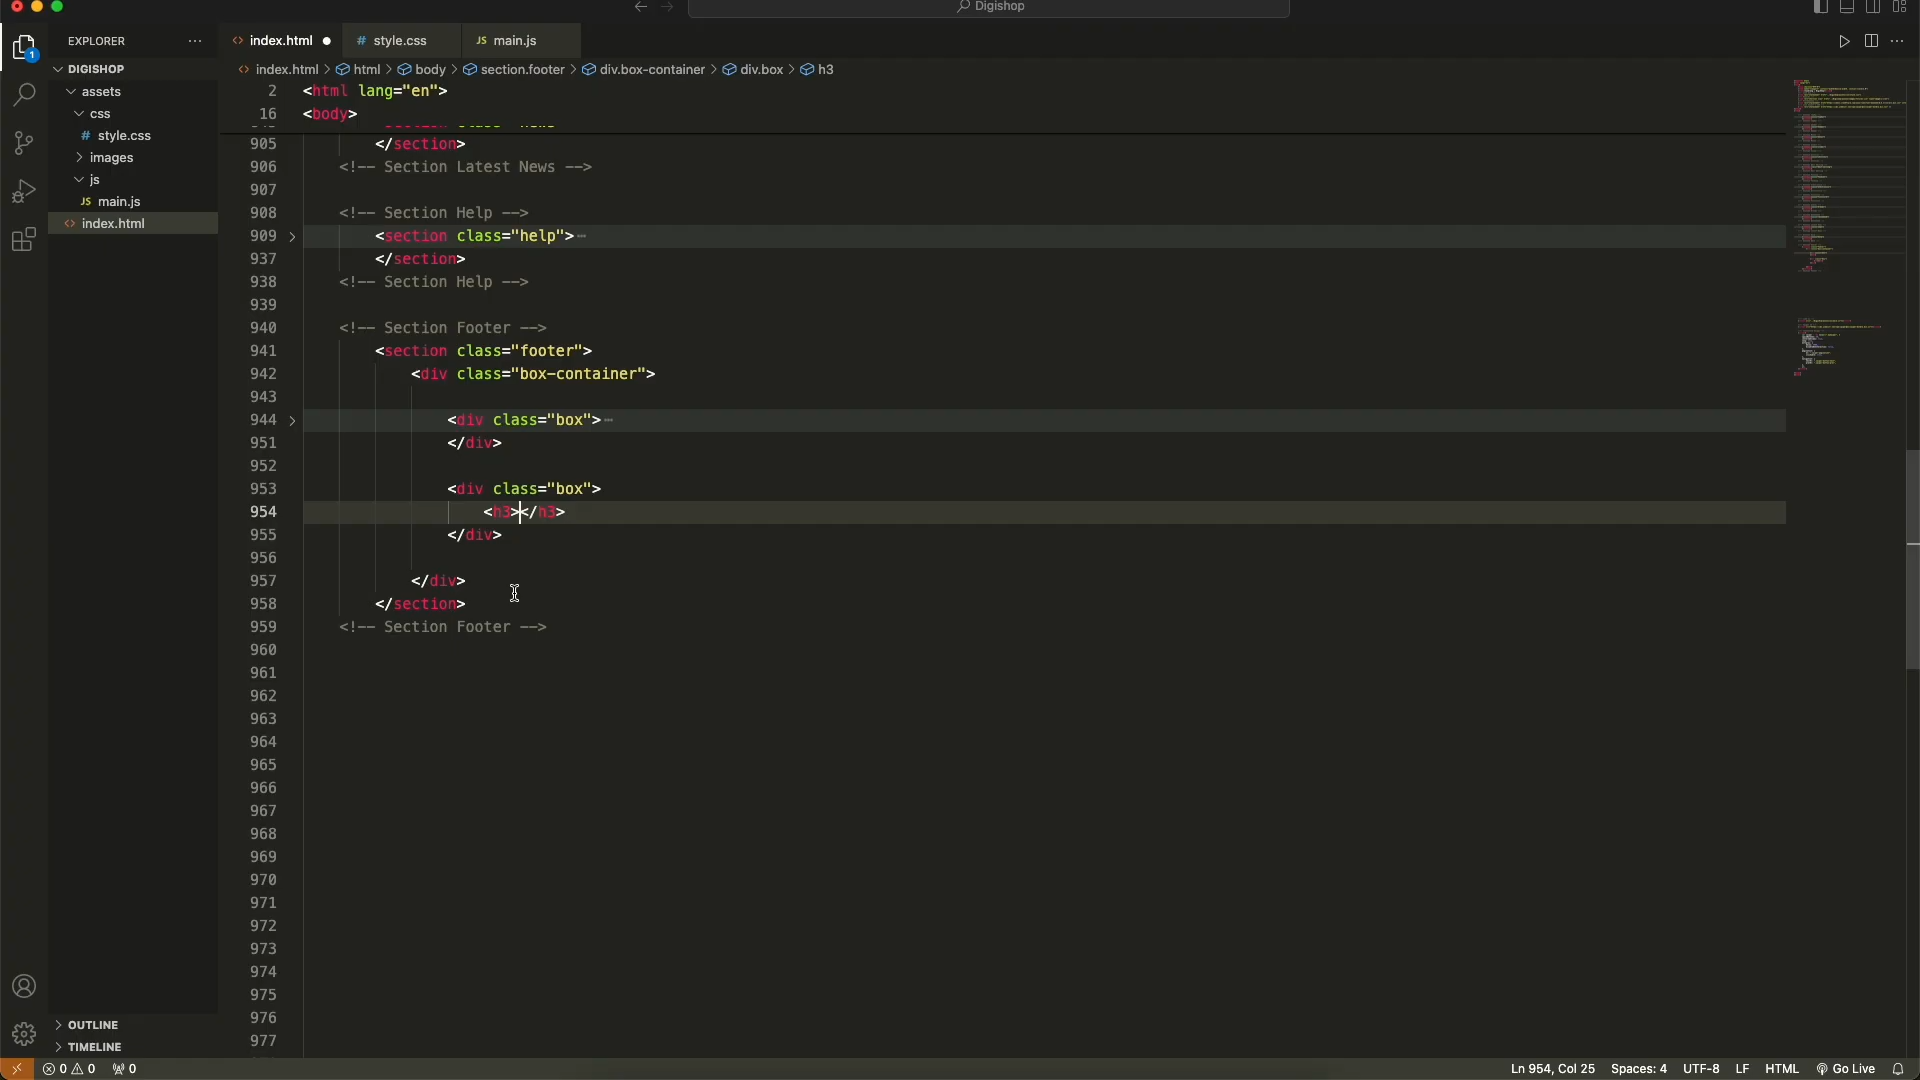 Digishop
EXPLORER
index.html
style.css
main.js
DIGISHOP
assets
css
style.css
images
js
main.js
index.html
index.html > html > body > section.footer > div.box-container > div.box > h3
2 <html lang="en">
16 <body>
905 </section>
906 <!-- Section Latest News -->
907
908 <!-- Section Help -->
909 <section class="help">
937 </section>
938 <!-- Section Help -->
939
940 <!-- Section Footer -->
941 <section class="footer">
942 <div class="box-container">
943
944 <div class="box">
951 </div>
952
953 <div class="box">
954 <h3></h3>
955 </div>
956
957 </div>
958 </section>
959 <!-- Section Footer -->
960
961
962
963
964
965
966
967
968
969
970
971
972
973
974
975
976
977
OUTLINE
TIMELINE
0 0 0 Ln 954, Col 25 Spaces: 4 UTF-8 LF HTML Go Live